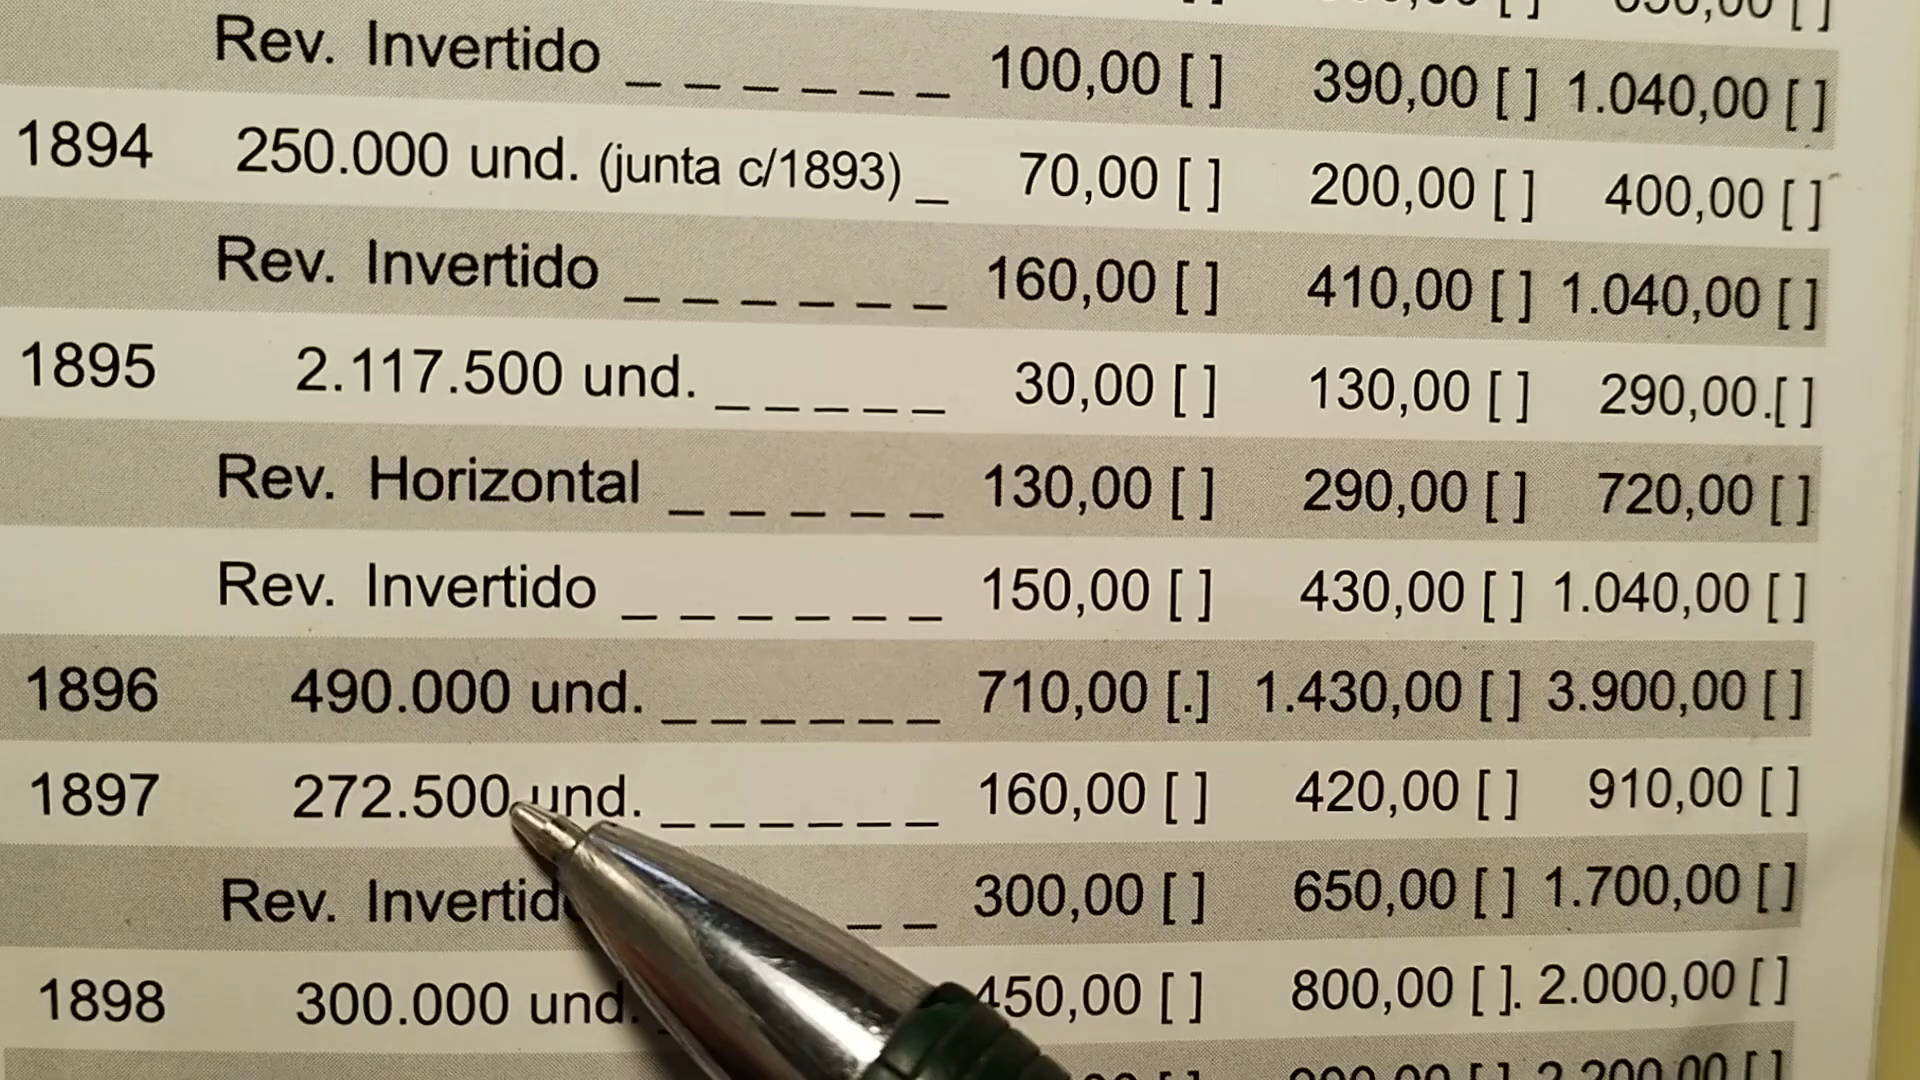 Rev. Invertido _ _ _ _ _ _ 100,00 [ ] 390,00 [ ] 1.040,00 [ ]
1894 250.000 und. (junta c/1893) _ 70,00 [ ] 200,00 [ ] 400,00 [ ]
Rev. Invertido _ _ _ _ _ _ 160,00 [ ] 410,00 [ ] 1.040,00 [ ]
1895 2.117.500 und. _ _ _ _ _ 30,00 [ ] 130,00 [ ] 290,00.[ ]
Rev. Horizontal _ _ _ _ _ 130,00 [ ] 290,00 [ ] 720,00 [ ]
Rev. Invertido _ _ _ _ _ _ 150,00 [ ] 430,00 [ ] 1.040,00 [ ]
1896 490.000 und. _ _ _ _ _ _ 710,00 [.] 1.430,00 [ ] 3.900,00 [ ]
1897 272.500 und. _ _ _ _ _ _ 160,00 [ ] 420,00 [ ] 910,00 [ ]
Rev. Invertido _ _ 300,00 [ ] 650,00 [ ] 1.700,00 [ ]
1898 300.000 und. 450,00 [ ] 800,00 [ ]. 2.000,00 [ ]